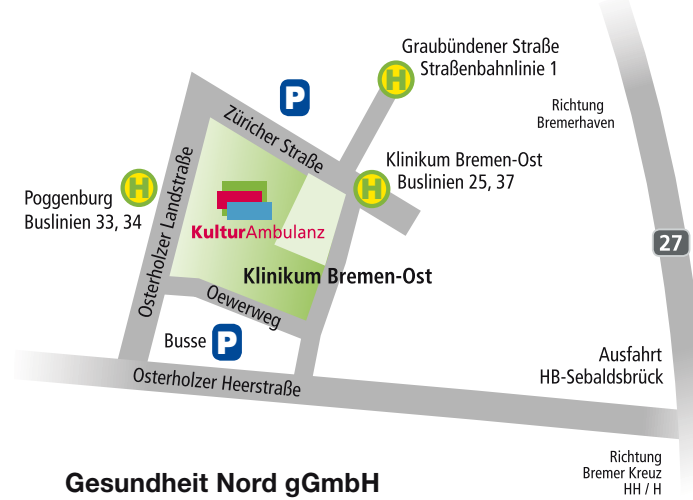 Graubündener Straße
Straßenbahnlinie 1
P
H
Richtung
Bremerhaven
Züricher Straße
Klinikum Bremen-Ost
Buslinien 25, 37
H
H
Poggenburg
Buslinien 33, 34
Osterholzer Landstraße
KulturAmbulanz
27
Klinikum Bremen-Ost
Oewerweg
Busse P
Ausfahrt
HB-Sebaldsbrück
Osterholzer Heerstraße
Richtung
Bremer Kreuz
HH / H
Gesundheit Nord gGmbH